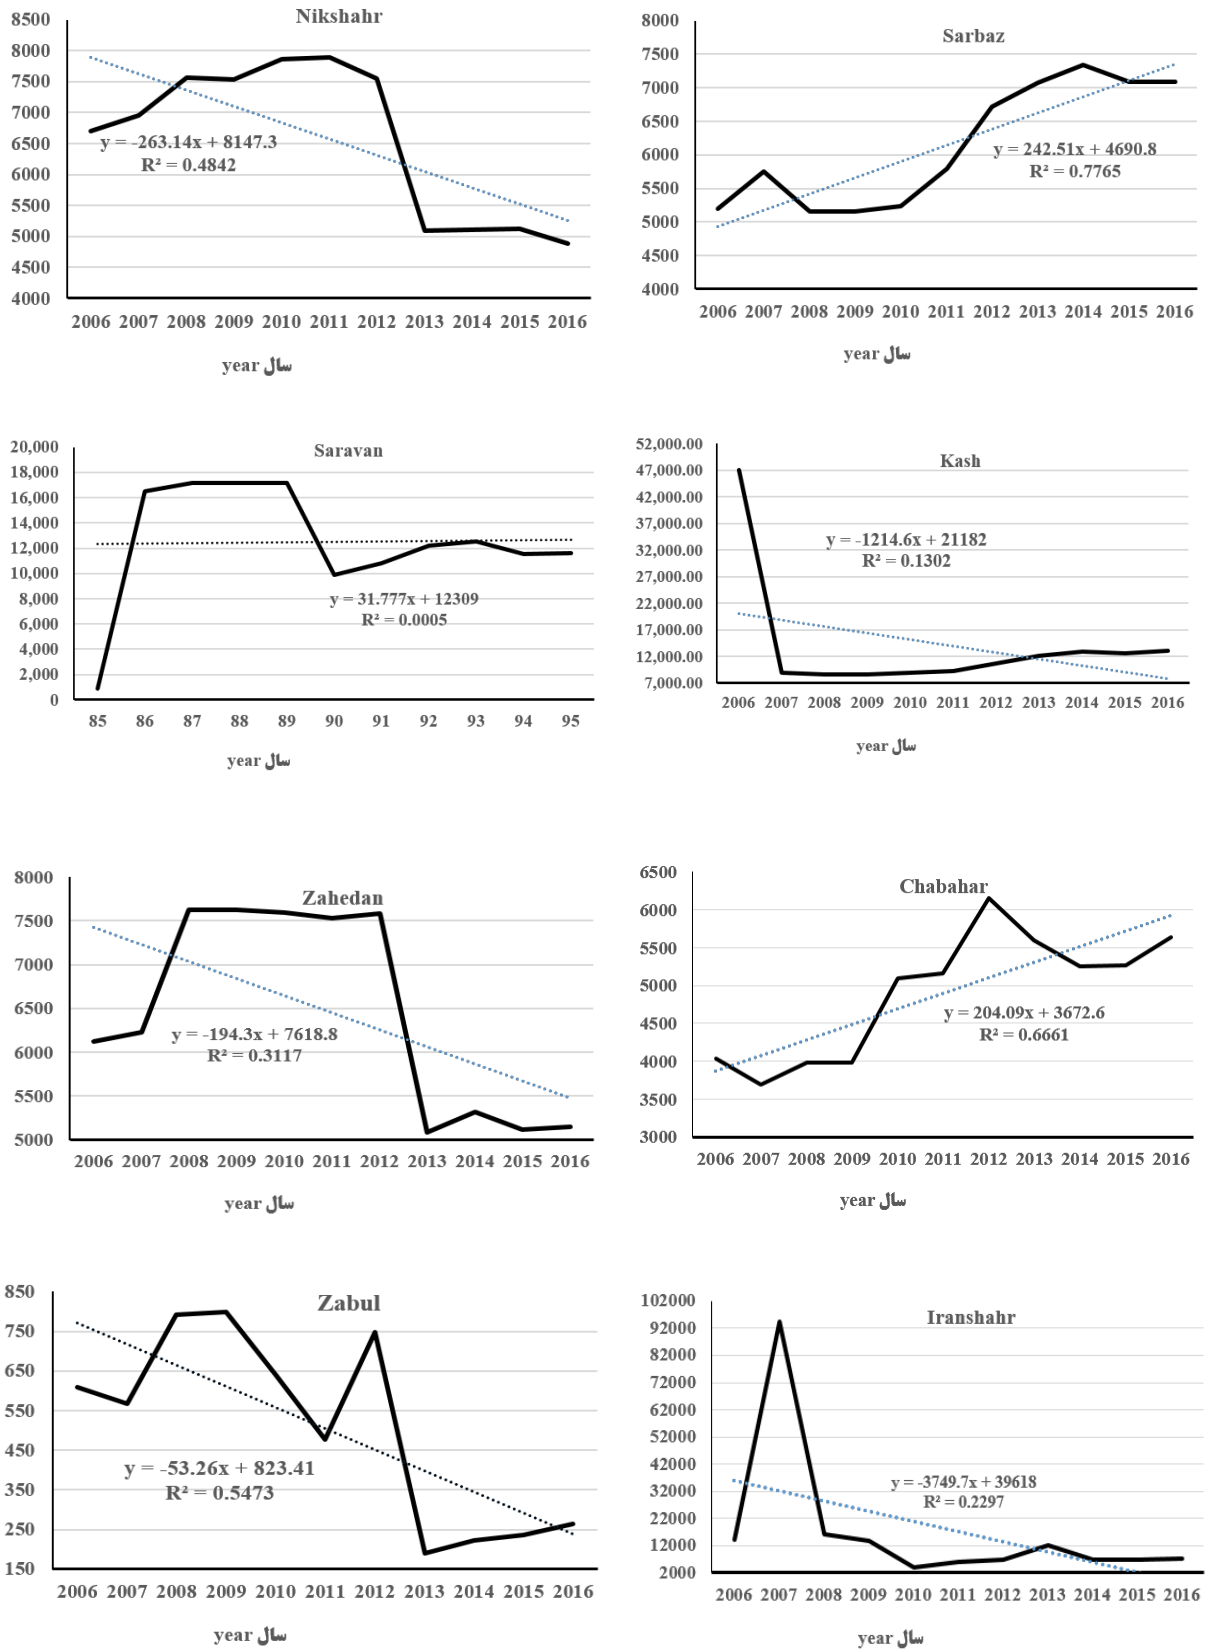 Nikshahr
8500
8000
7500
7000
6500
6000
5500
5000
4500
4000
y = -263.14x + 8147.3
R² = 0.4842
2006 2007 2008 2009 2010 2011 2012 2013 2014 2015 2016
year سال
Sarbaz
8000
7500
7000
6500
6000
5500
5000
4500
4000
y = 242.51x + 4690.8
R² = 0.7765
2006 2007 2008 2009 2010 2011 2012 2013 2014 2015 2016
year سال
Saravan
20,000
18,000
16,000
14,000
12,000
10,000
8,000
6,000
4,000
2,000
0
y = 31.777x + 12309
R² = 0.0005
85 86 87 88 89 90 91 92 93 94 95
year سال
Kash
52,000.00
47,000.00
42,000.00
37,000.00
32,000.00
27,000.00
22,000.00
17,000.00
12,000.00
7,000.00
y = -1214.6x + 21182
R² = 0.1302
2006 2007 2008 2009 2010 2011 2012 2013 2014 2015 2016
year سال
Zahedan
8000
7500
7000
6500
6000
5500
5000
y = -194.3x + 7618.8
R² = 0.3117
2006 2007 2008 2009 2010 2011 2012 2013 2014 2015 2016
year سال
Chabahar
6500
6000
5500
5000
4500
4000
3500
3000
y = 204.09x + 3672.6
R² = 0.6661
2006 2007 2008 2009 2010 2011 2012 2013 2014 2015 2016
year سال
Zabul
850
750
650
550
450
350
250
150
y = -53.26x + 823.41
R² = 0.5473
2006 2007 2008 2009 2010 2011 2012 2013 2014 2015 2016
year سال
Iranshahr
102000
92000
82000
72000
62000
52000
42000
32000
22000
12000
2000
y = -3749.7x + 39618
R² = 0.2297
2006 2007 2008 2009 2010 2011 2012 2013 2014 2015 2016
year سال